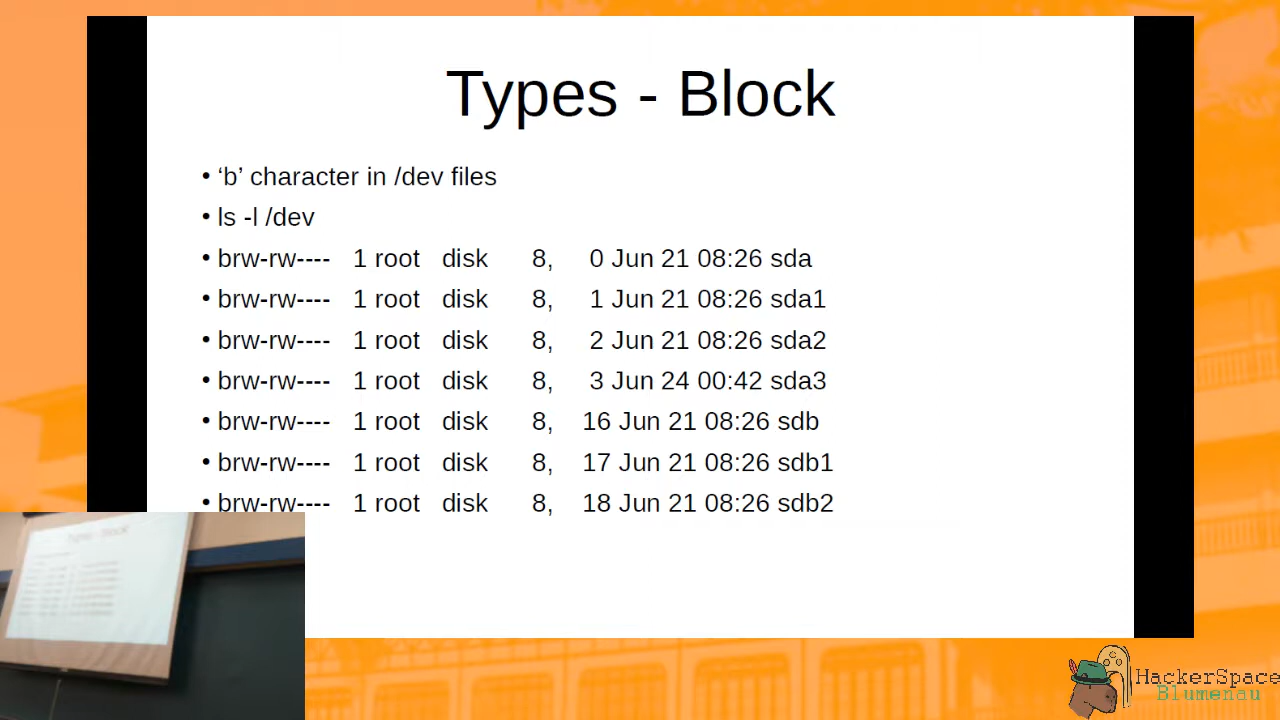 Types - Block
• ‘b’ character in /dev files
• ls -l /dev
• brw-rw---- 1 root disk 8, 0 Jun 21 08:26 sda
• brw-rw---- 1 root disk 8, 1 Jun 21 08:26 sda1
• brw-rw---- 1 root disk 8, 2 Jun 21 08:26 sda2
• brw-rw---- 1 root disk 8, 3 Jun 24 00:42 sda3
• brw-rw---- 1 root disk 8, 16 Jun 21 08:26 sdb
• brw-rw---- 1 root disk 8, 17 Jun 21 08:26 sdb1
• brw-rw---- 1 root disk 8, 18 Jun 21 08:26 sdb2
HackerSpace
Blumenau